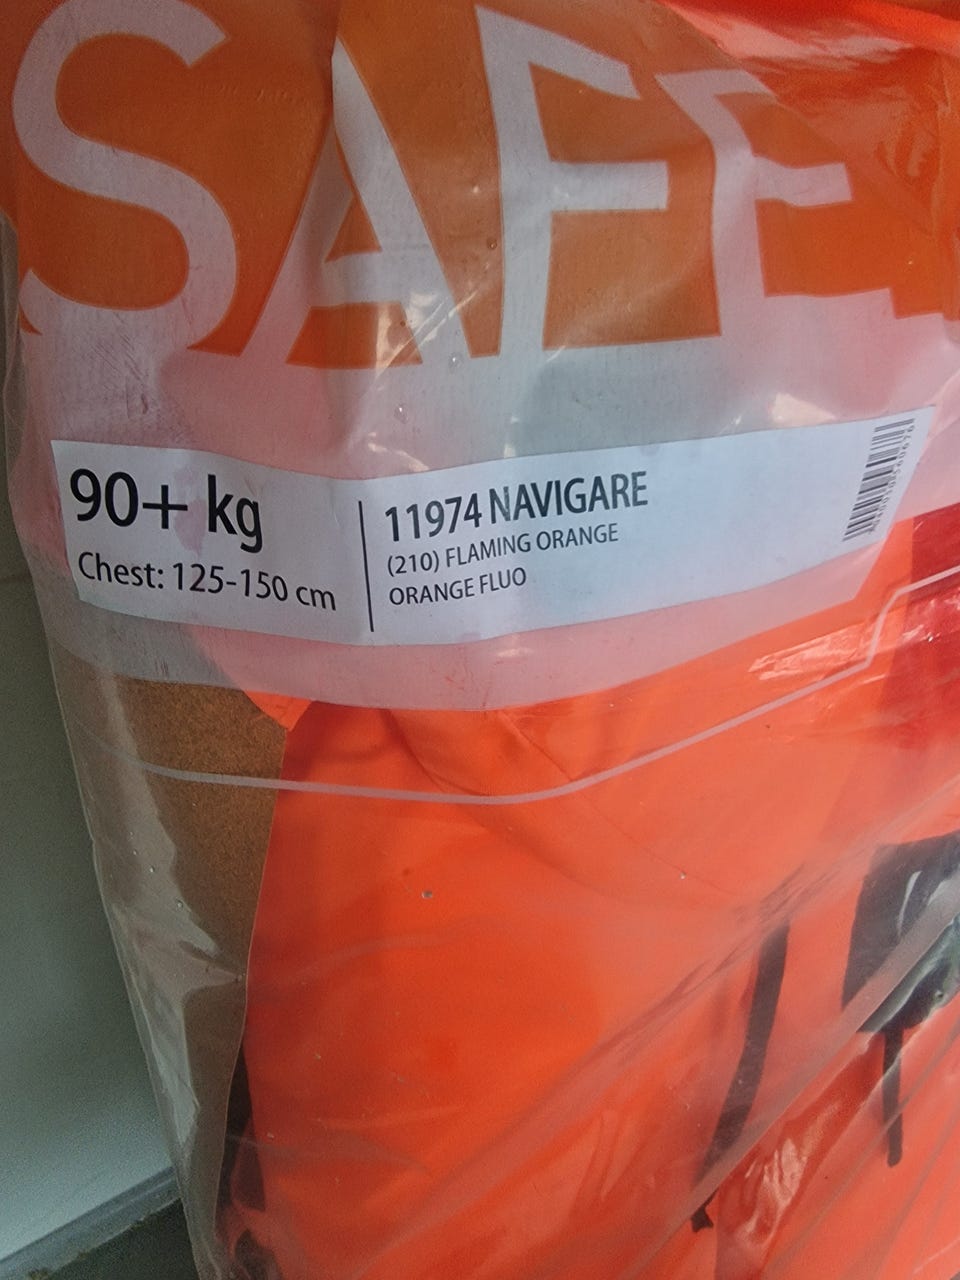 SAFE
90+ kg
Chest: 125-150 cm
11974 NAVIGARE
(210) FLAMING ORANGE
ORANGE FLUO